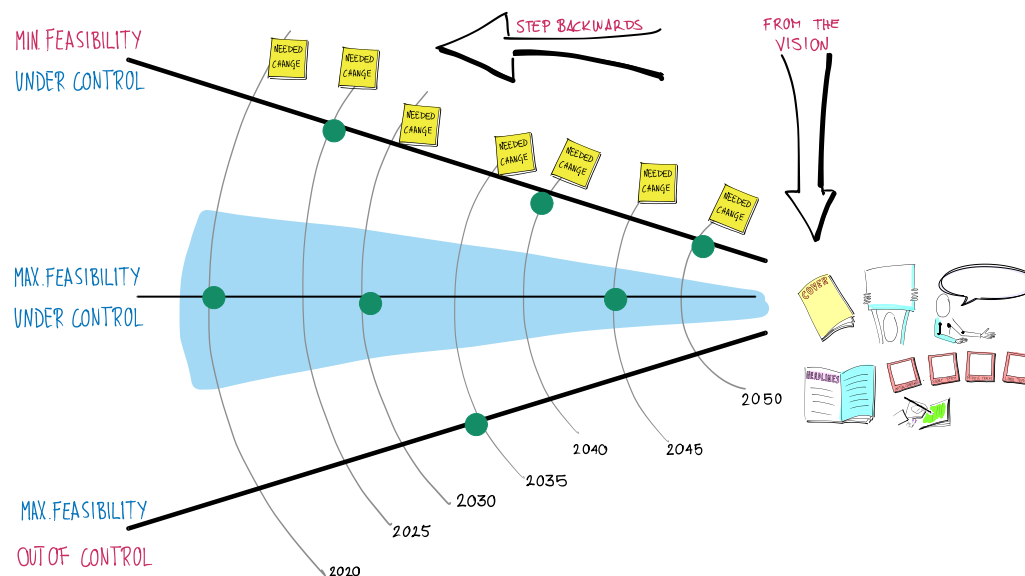 MIN. FEASIBILITY
UNDER CONTROL
STEP BACKWARDS
FROM THE
VISION
NEEDED
CHANGE
NEEDED
CHANGE
NEEDED
CHANGE
NEEDED
CHANGE
NEEDED
CHANGE
NEEDED
CHANGE
NEEDED
CHANGE
MAX. FEASIBILITY
UNDER CONTROL
COVER
HEADLINES
2050
2045
2040
2035
2030
2025
2020
MAX. FEASIBILITY
OUT OF CONTROL